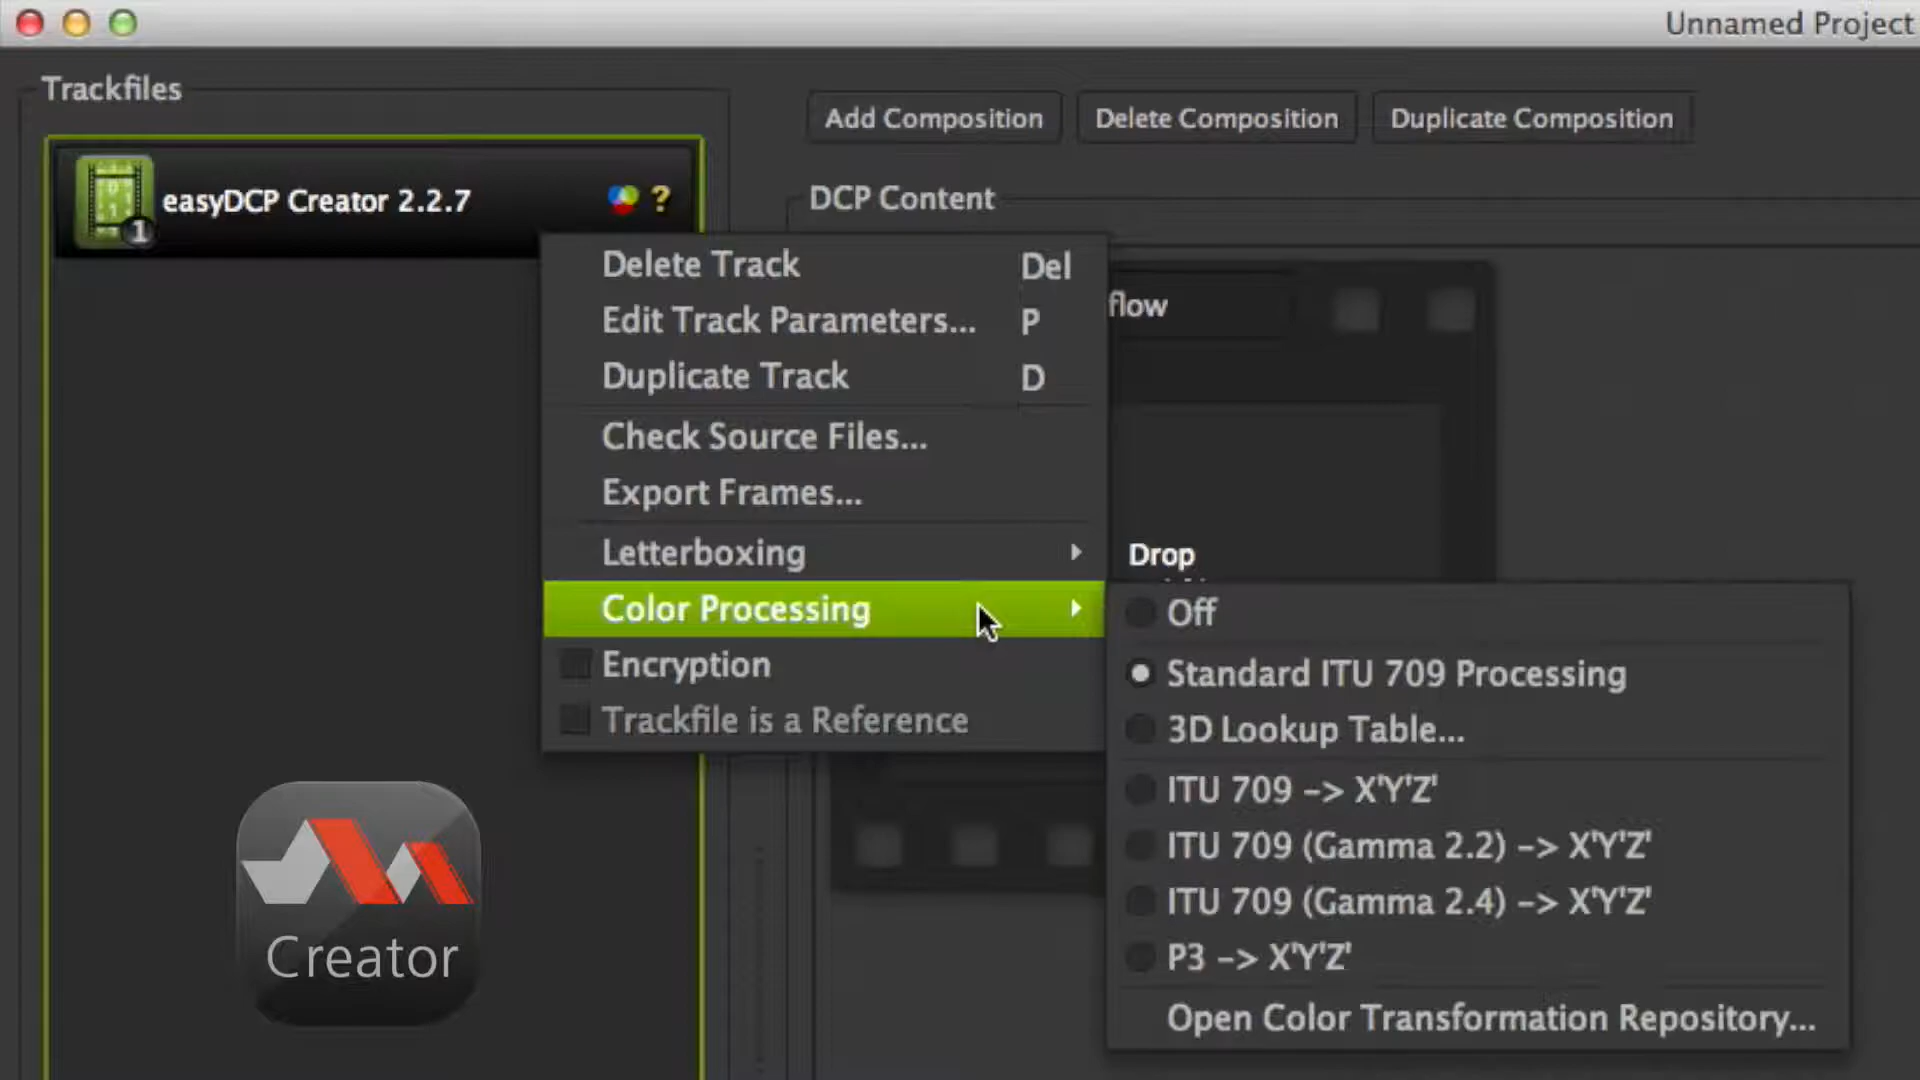 Unnamed Project
Trackfiles
Add Composition
Delete Composition
Duplicate Composition
easyDCP Creator 2.2.7
?
1
DCP Content
Delete Track Del
Edit Track Parameters... P
Duplicate Track D
Check Source Files...
Export Frames...
Letterboxing
Color Processing
Encryption
Trackfile is a Reference
flow
Drop
Off
Standard ITU 709 Processing
3D Lookup Table...
ITU 709 -> X'Y'Z'
ITU 709 (Gamma 2.2) -> X'Y'Z'
ITU 709 (Gamma 2.4) -> X'Y'Z'
P3 -> X'Y'Z'
Open Color Transformation Repository...
Creator